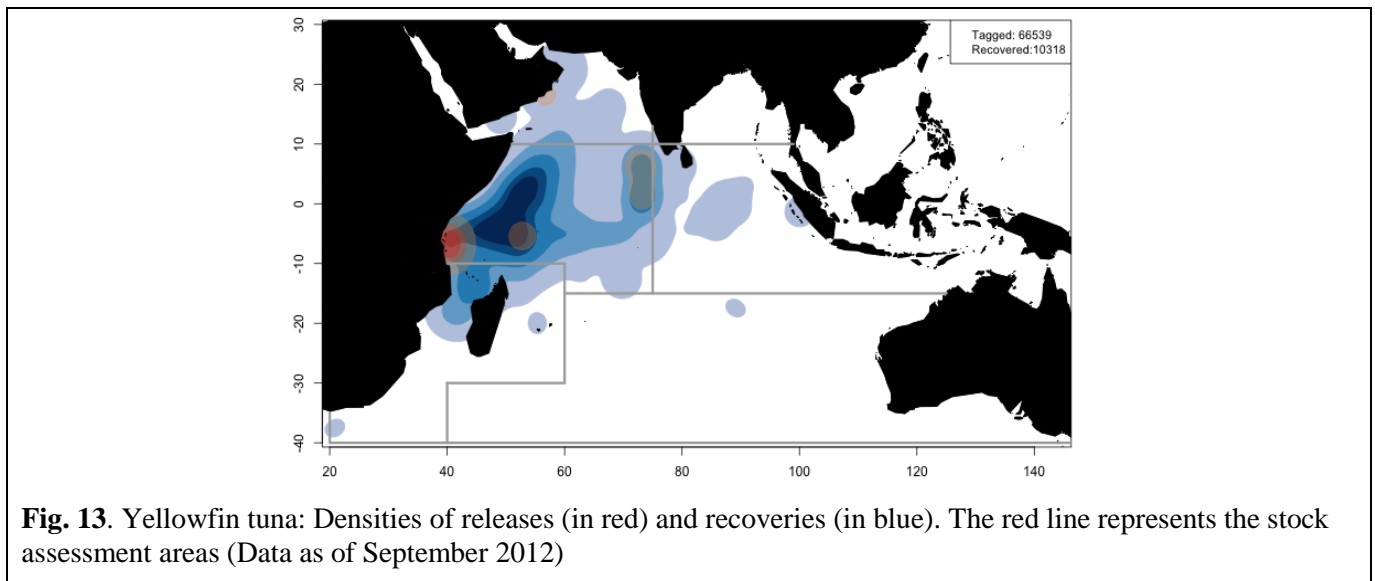 30
Tagged: 66539
Recovered:10318
20
10
0
-10
-20
-30
-40
20 40 60 80 100 120 140
Fig. 13. Yellowfin tuna: Densities of releases (in red) and recoveries (in blue). The red line represents the stock
assessment areas (Data as of September 2012)